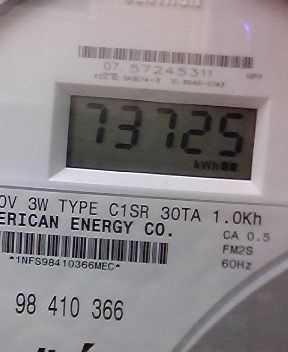 07 57245311
73725
kWh
0V 3W TYPE C1SR 30TA 1.0Kh
ERICAN ENERGY CO.
CA 0.5
FM2S
60Hz
*1NFS98410366MEC*
98 410 366